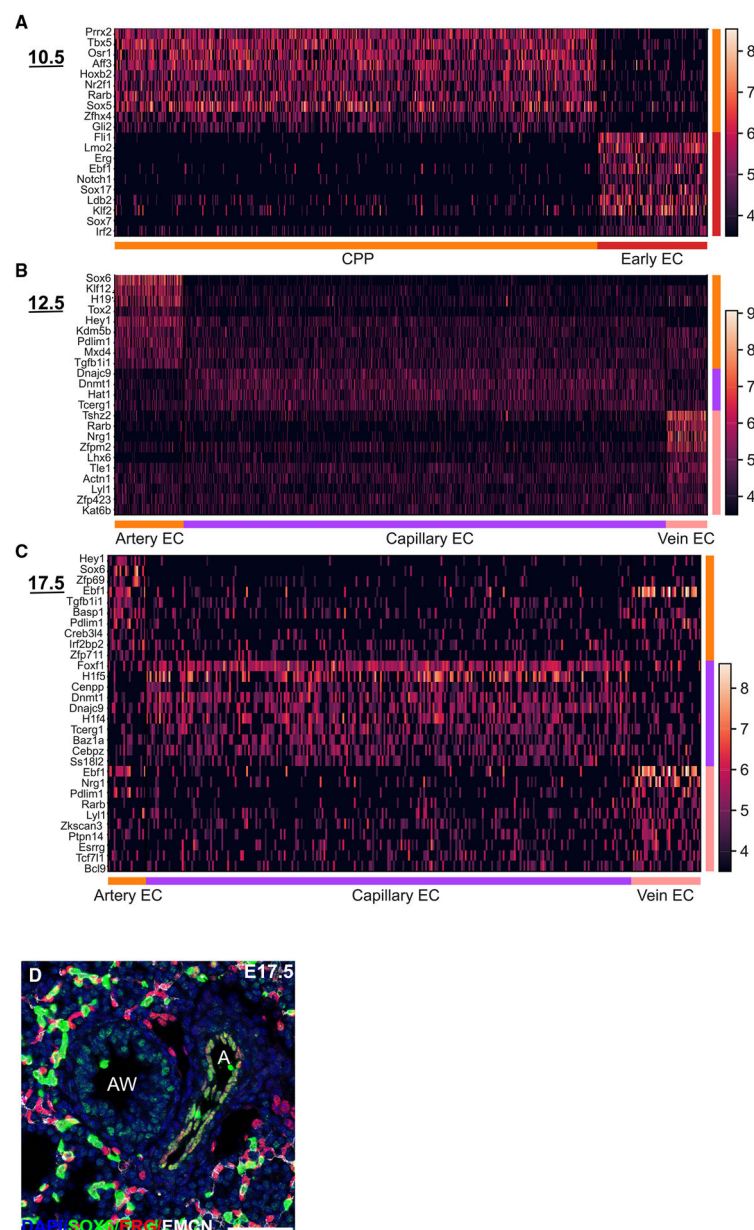 A
10.5
Prrx2
Tbx5
Osr1
Aff3
Hoxb2
Nr2f1
Rarb
Sox5
Zfhx4
Gli2
Fli1
Lmo2
Erg
Ebf1
Notch1
Sox17
Ldb2
Klf2
Sox7
Irf2
8
7
6
5
4
CPP
Early EC
B
12.5
Sox6
Klf12
H19
Tox2
Hey1
Kdm5b
Pdlim1
Mxd4
Tgfb1i1
Dnajc9
Dnmt1
Hat1
Tcerg1
Tshz2
Rarb
Nrg1
Zfpm2
Lhx6
Tle1
Actn1
Lyl1
Zfp423
Kat6b
9
8
7
6
5
4
Artery EC
Capillary EC
Vein EC
C
17.5
Hey1
Sox6
Zfp69
Ebf1
Tgfb1i1
Basp1
Pdlim1
Creb3l4
Irf2bp2
Zfp711
Foxf1
H1f5
Cenpp
Dnmt1
Dnajc9
H1f4
Tcerg1
Baz1a
Cebpz
Ss18l2
Ebf1
Nrg1
Pdlim1
Rarb
Lyl1
Zkscan3
Ptpn14
Esrrg
Tcf7l1
Bcl9
8
7
6
5
4
Artery EC
Capillary EC
Vein EC
D
E17.5
A
AW
/EMCN